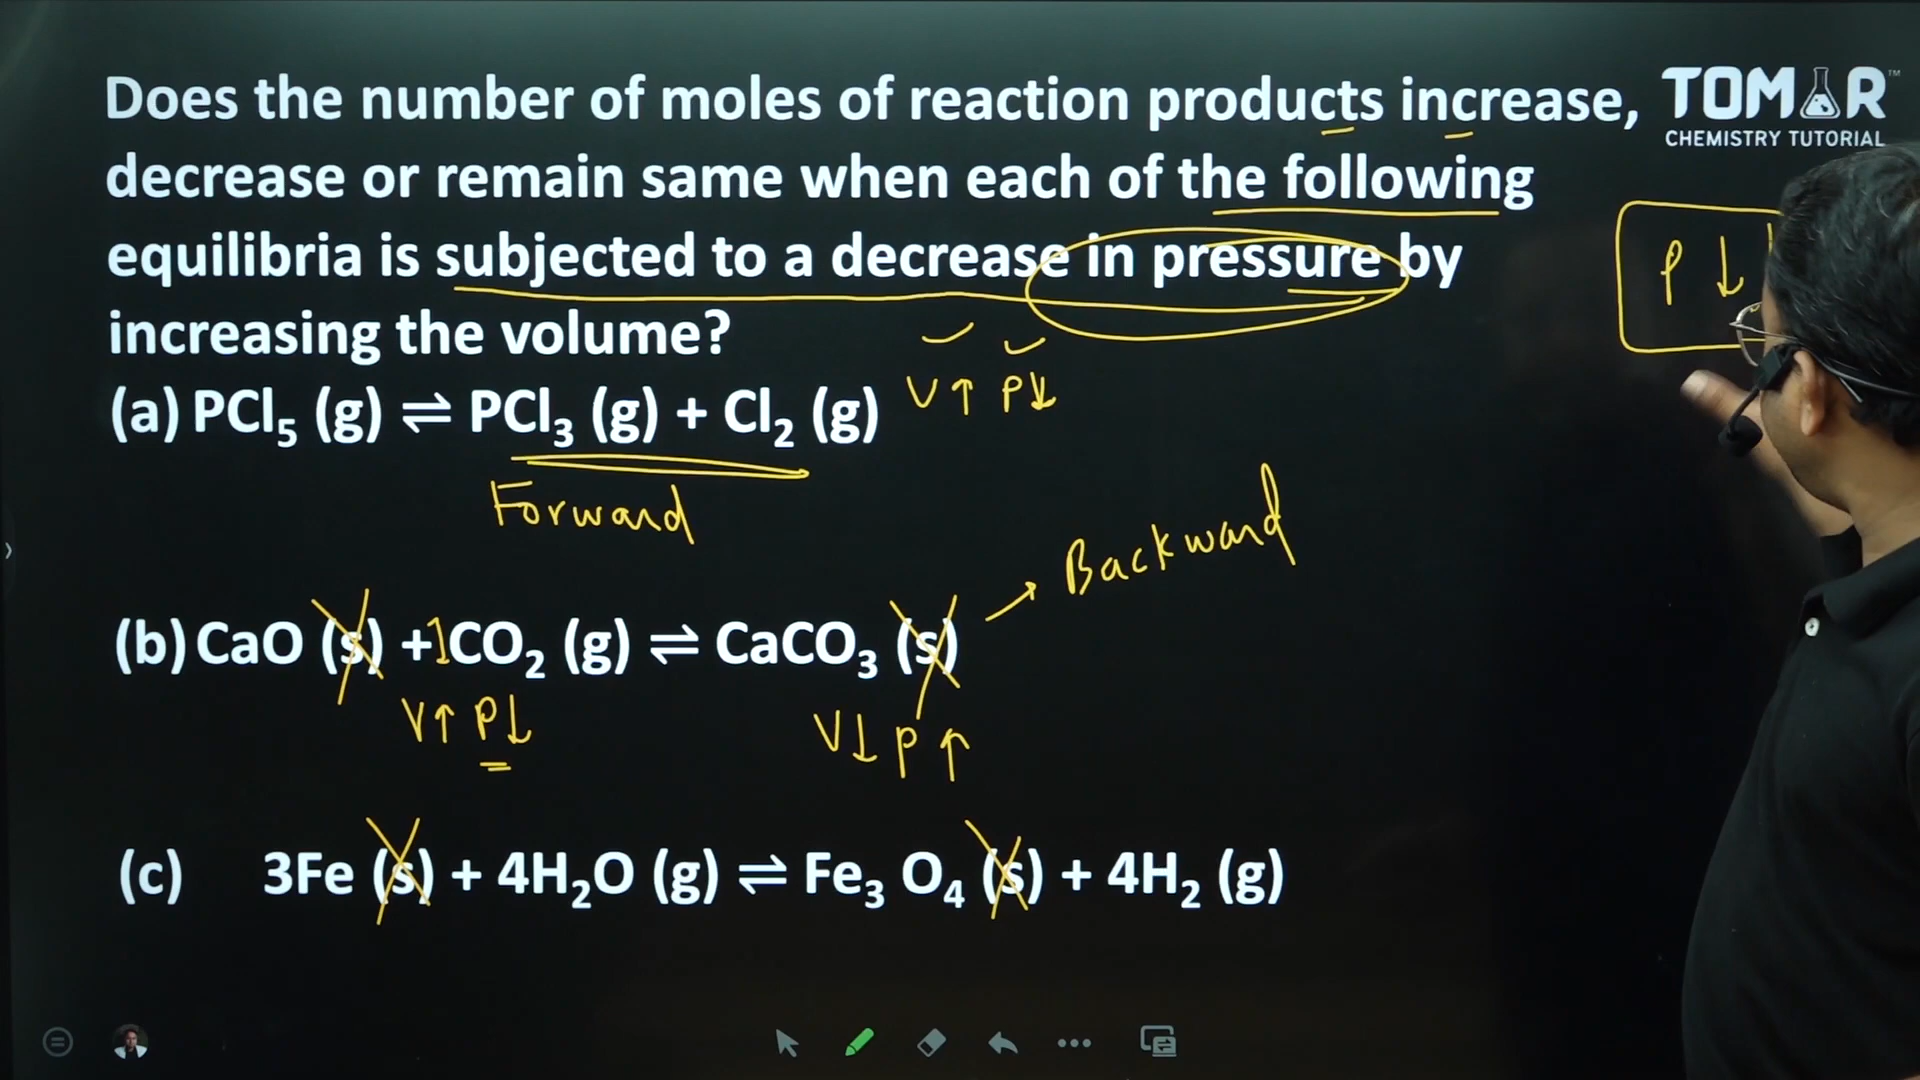 Does the number of moles of reaction products increase,
TOMAR™
CHEMISTRY TUTORIAL
decrease or remain same when each of the following
equilibria is subjected to a decrease in pressure by
P ↓
increasing the volume?
(a) PCl₅ (g) ⇌ PCl₃ (g) + Cl₂ (g)
V ↑ P↓
Forward
→ Backward
(b) CaO (s) +1CO₂ (g) ⇌ CaCO₃ (s)
V↑ P↓
V↓ P ↑
(c) 3Fe (s) + 4H₂O (g) ⇌ Fe₃ O₄ (s) + 4H₂ (g)